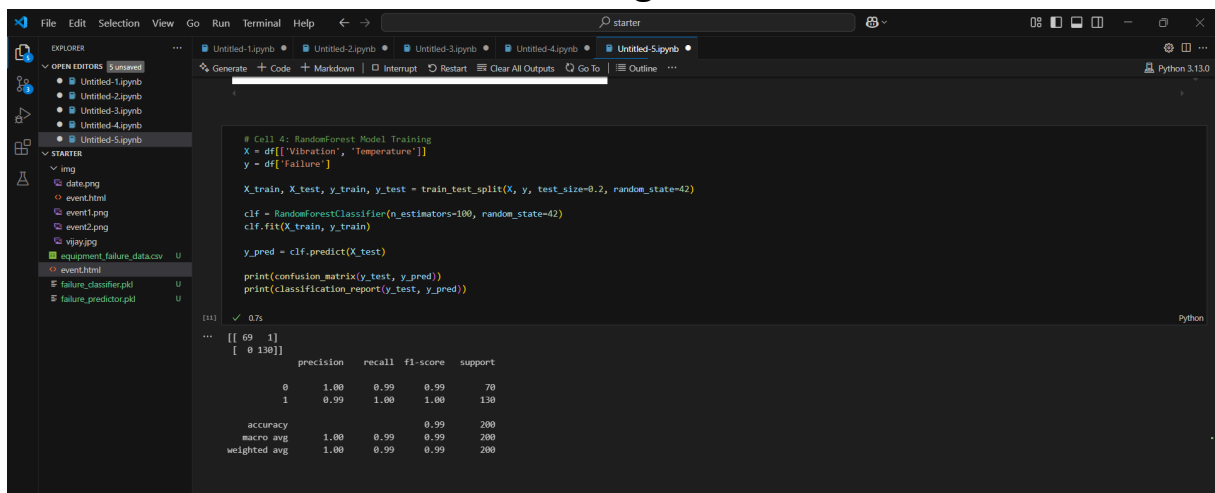 File Edit Selection View Go Run Terminal Help
starter
EXPLORER
Untitled-1.ipynb
Untitled-2.ipynb
Untitled-3.ipynb
Untitled-4.ipynb
Untitled-5.ipynb
OPEN EDITORS 5 unsaved
Generate + Code + Markdown Interrupt Restart Clear All Outputs Go To Outline ...
Python 3.13.0
Untitled-1.ipynb
Untitled-2.ipynb
Untitled-3.ipynb
Untitled-4.ipynb
Untitled-5.ipynb
STARTER
img
date.png
event.html
event1.png
event2.png
vijay.jpg
equipment_failure_data.csv U
event.html
failure_classifier.pkl U
failure_predictor.pkl U
# Cell 4: RandomForest Model Training
X = df[['Vibration', 'Temperature']]
y = df['Failure']
X_train, X_test, y_train, y_test = train_test_split(X, y, test_size=0.2, random_state=42)
clf = RandomForestClassifier(n_estimators=100, random_state=42)
clf.fit(X_train, y_train)
y_pred = clf.predict(X_test)
print(confusion_matrix(y_test, y_pred))
print(classification_report(y_test, y_pred))
[11] ✓ 0.7s
Python
... [[ 69 1]
[ 0 130]]
precision recall f1-score support
0 1.00 0.99 0.99 70
1 0.99 1.00 1.00 130
accuracy 0.99 200
macro avg 1.00 0.99 0.99 200
weighted avg 1.00 0.99 0.99 200